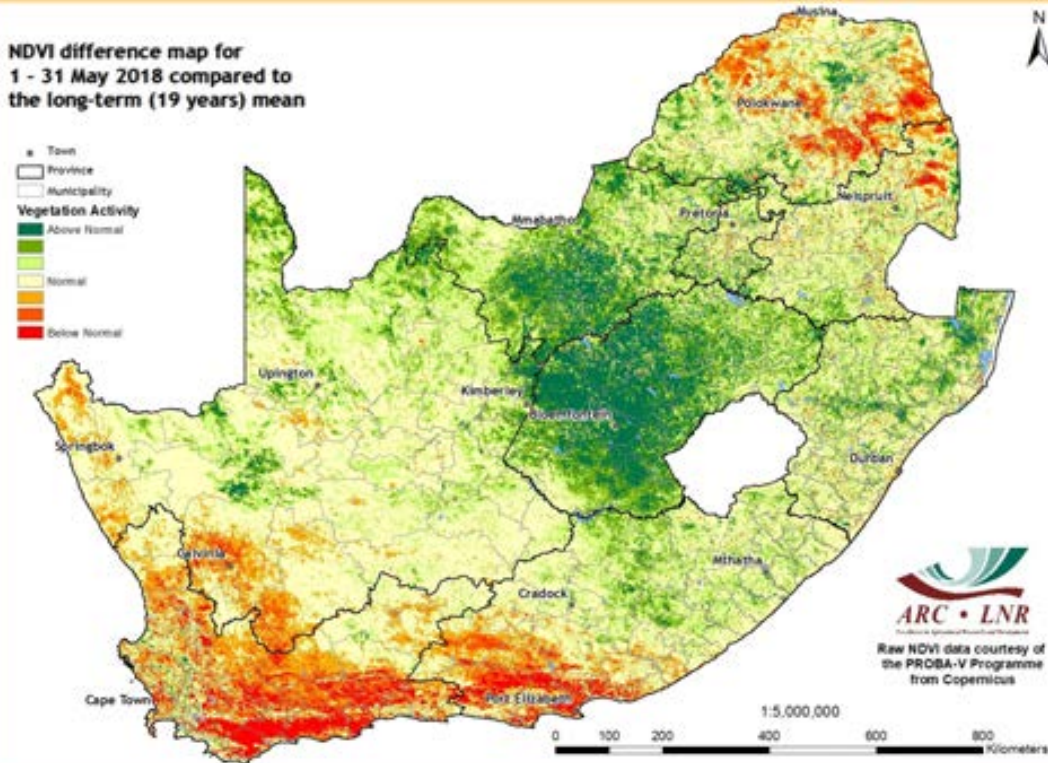 NDVI difference map for
1 - 31 May 2018 compared to
the long-term (19 years) mean
N
Town
Province
Municipality
Vegetation Activity
Above Normal
Normal
Below Normal
Musina
Polokwane
Nelspruit
Pretoria
Mmabatho
Upington
Kimberley
Bloemfontein
Springbok
Durban
Calvinia
Mthatha
Cradock
Cape Town
Port Elizabeth
ARC • LNR
Raw NDVI data courtesy of
the PROBA-V Programme
from Copernicus
1:5,000,000
0 100 200 400 600 800
Kilometers